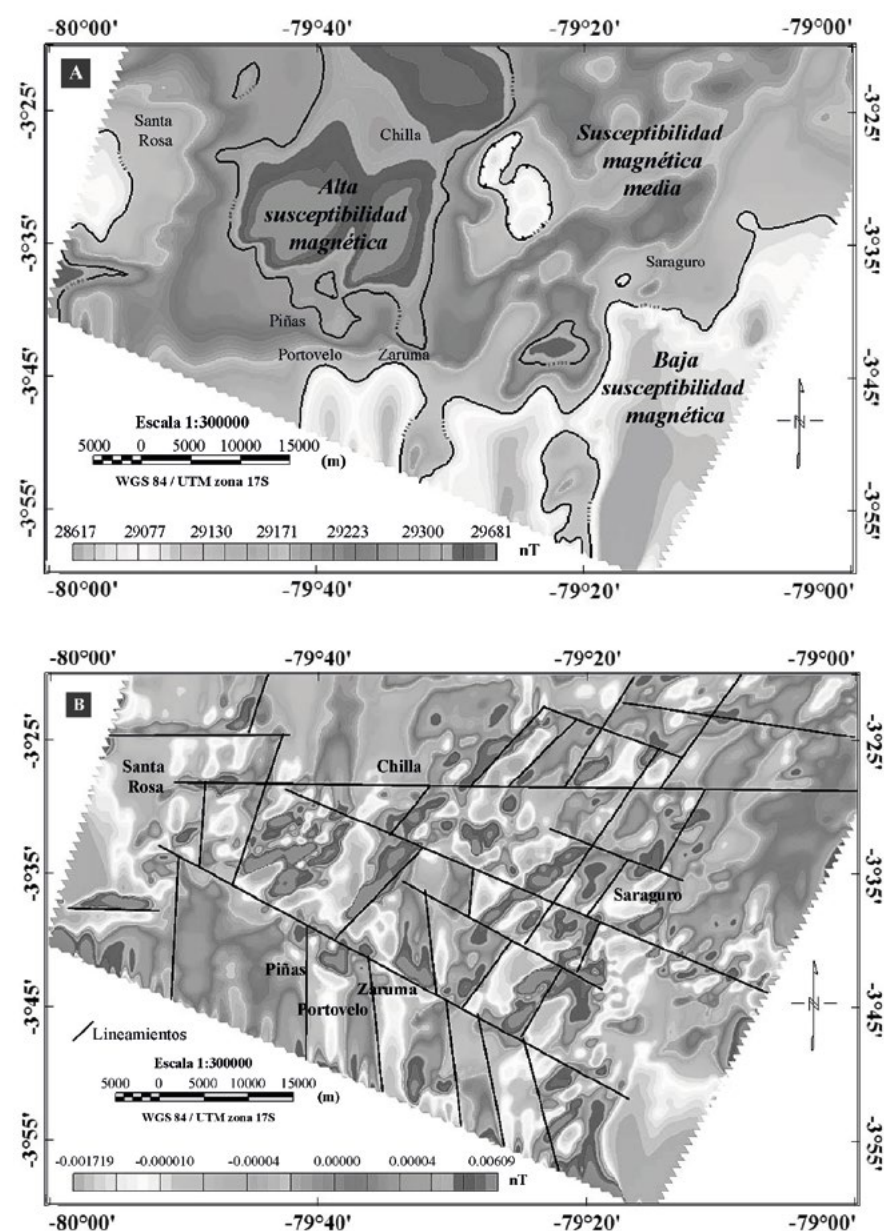 -80°00'
-79°40'
-79°20'
-79°00'
A
-3°25'
-3°25'
Santa
Rosa
Chilla
Susceptibilidad
magnética
media
Alta
susceptibilidad
magnética
-3°35'
-3°35'
Saraguro
Piñas
Portovelo
Zaruma
-3°45'
-3°45'
Baja
susceptibilidad
magnética
Escala 1:300000
5000 0 5000 10000 15000
(m)
WGS 84 / UTM zona 17S
N
-3°55'
-3°55'
28617 29077 29130 29171 29223 29300 29681
nT
-80°00'
-79°40'
-79°20'
-79°00'
-80°00'
-79°40'
-79°20'
-79°00'
B
-3°25'
-3°25'
Santa
Rosa
Chilla
-3°35'
-3°35'
Saraguro
Piñas
Zaruma
Portovelo
-3°45'
-3°45'
N
Lineamientos
Escala 1:300000
5000 0 5000 10000 15000
(m)
WGS 84 / UTM zona 17S
-3°55'
-3°55'
-0.001719 -0.000010 -0.00004 0.00000 0.00004 0.00609
nT
-80°00'
-79°40'
-79°20'
-79°00'